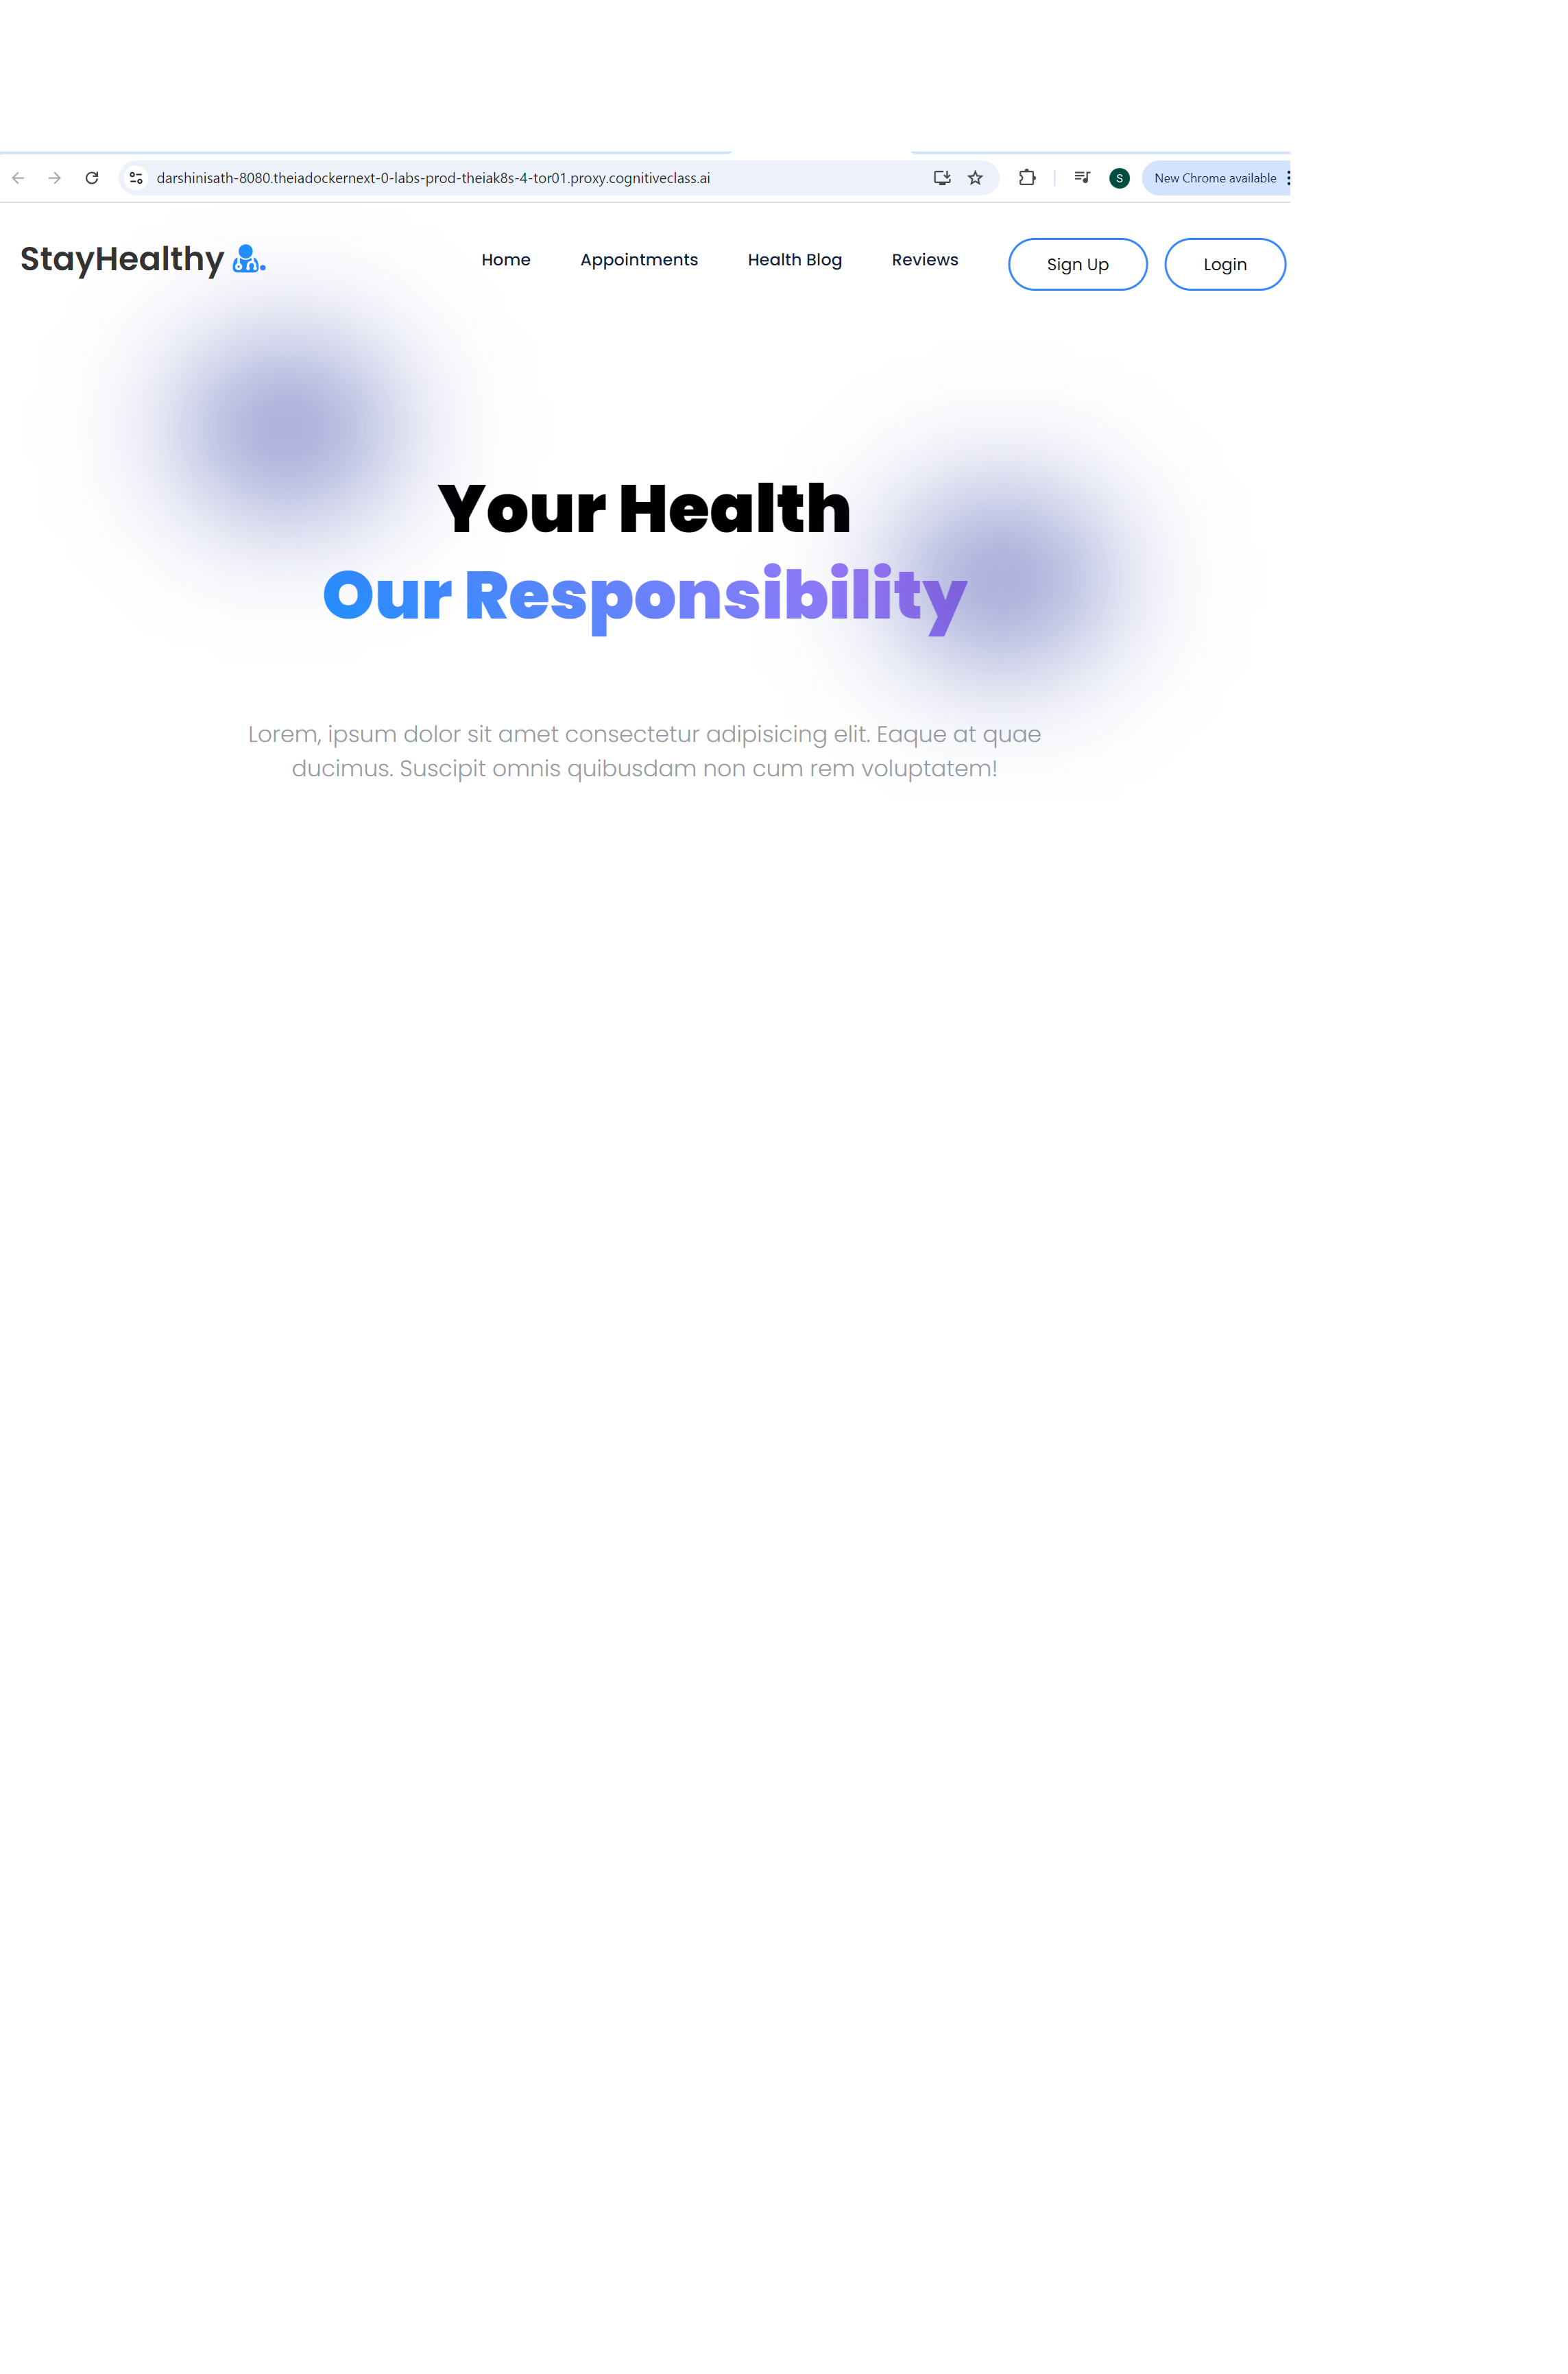 darshinisath-8080.theiadockernext-0-labs-prod-theiak8s-4-tor01.proxy.cognitiveclass.ai
S
New Chrome available
StayHealthy
Home
Appointments
Health Blog
Reviews
Sign Up
Login
Your Health
Our Responsibility
Lorem, ipsum dolor sit amet consectetur adipisicing elit. Eaque at quae
ducimus. Suscipit omnis quibusdam non cum rem voluptatem!